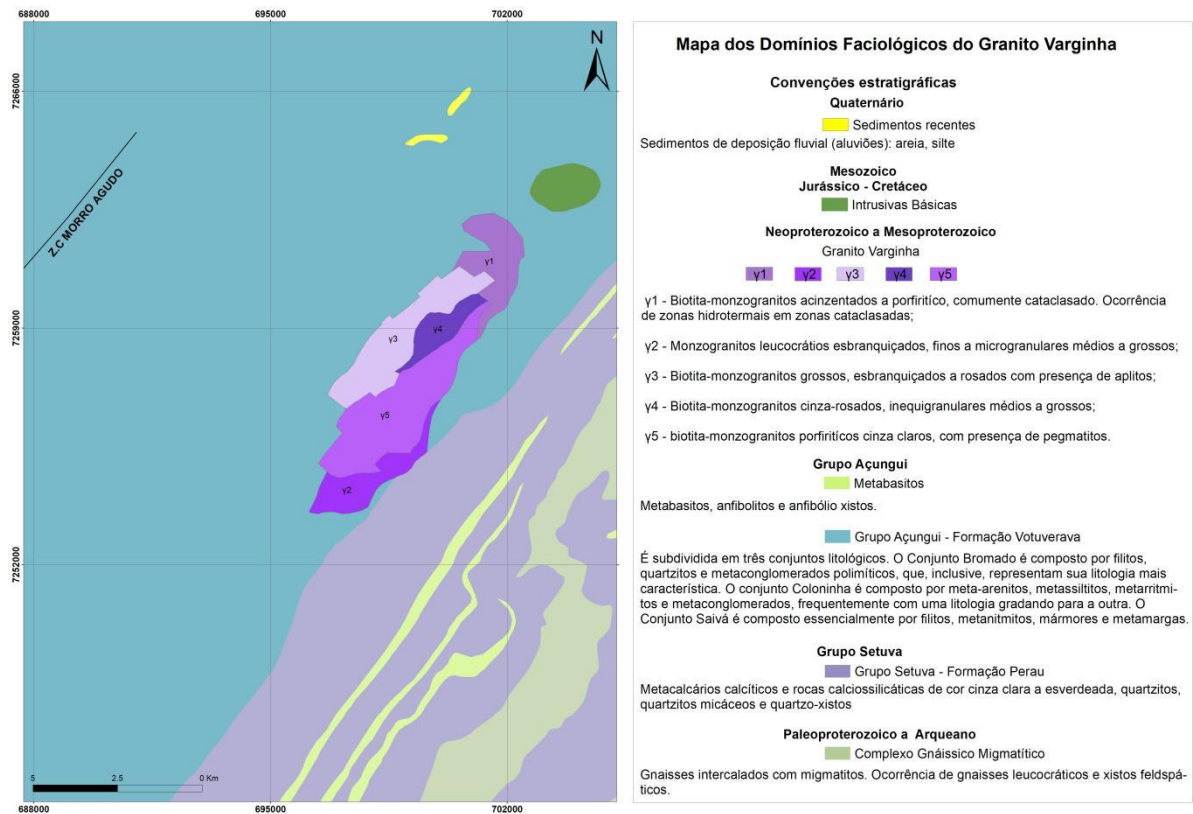 688000 695000 702000
N
7266000
Z.C MORRO AGUDO
γ1
7259000
γ4
γ3
γ5
γ2
7252000
5 2.5 0 Km
688000 695000 702000
Mapa dos Domínios Faciológicos do Granito Varginha
Convenções estratigráficas
Quaternário
Sedimentos recentes
Sedimentos de deposição fluvial (aluviões): areia, silte
Mesozoico
Jurássico - Cretáceo
Intrusivas Básicas
Neoproterozoico a Mesoproterozoico
Granito Varginha
γ1 γ2 γ3 γ4 γ5
γ1 - Biotita-monzogranitos acinzentados a porfiritíco, comumente cataclasado. Ocorrência
de zonas hidrotermais em zonas cataclasadas;
γ2 - Monzogranitos leucocrátios esbranquiçados, finos a microgranulares médios a grossos;
γ3 - Biotita-monzogranitos grossos, esbranquiçados a rosados com presença de aplitos;
γ4 - Biotita-monzogranitos cinza-rosados, inequigranulares médios a grossos;
γ5 - biotita-monzogranitos porfiritícos cinza claros, com presença de pegmatitos.
Grupo Açungui
Metabasitos
Metabasitos, anfibolitos e anfibólio xistos.
Grupo Açungui - Formação Votuverava
É subdividida em três conjuntos litológicos. O Conjunto Bromado é composto por filitos,
quartzitos e metaconglomerados polimíticos, que, inclusive, representam sua litologia mais
característica. O conjunto Coloninha é composto por meta-arenitos, metassiltitos, metarritmi-
tos e metaconglomerados, frequentemente com uma litologia gradando para a outra. O
Conjunto Saivá é composto essencialmente por filitos, metanitmitos, mármores e metamargas.
Grupo Setuva
Grupo Setuva - Formação Perau
Metacalcários calcíticos e rocas calciossilicáticas de cor cinza clara a esverdeada, quartzitos,
quartzitos micáceos e quartzo-xistos
Paleoproterozoico a Arqueano
Complexo Gnáissico Migmatítico
Gnaisses intercalados com migmatitos. Ocorrência de gnaisses leucocráticos e xistos feldspá-
ticos.